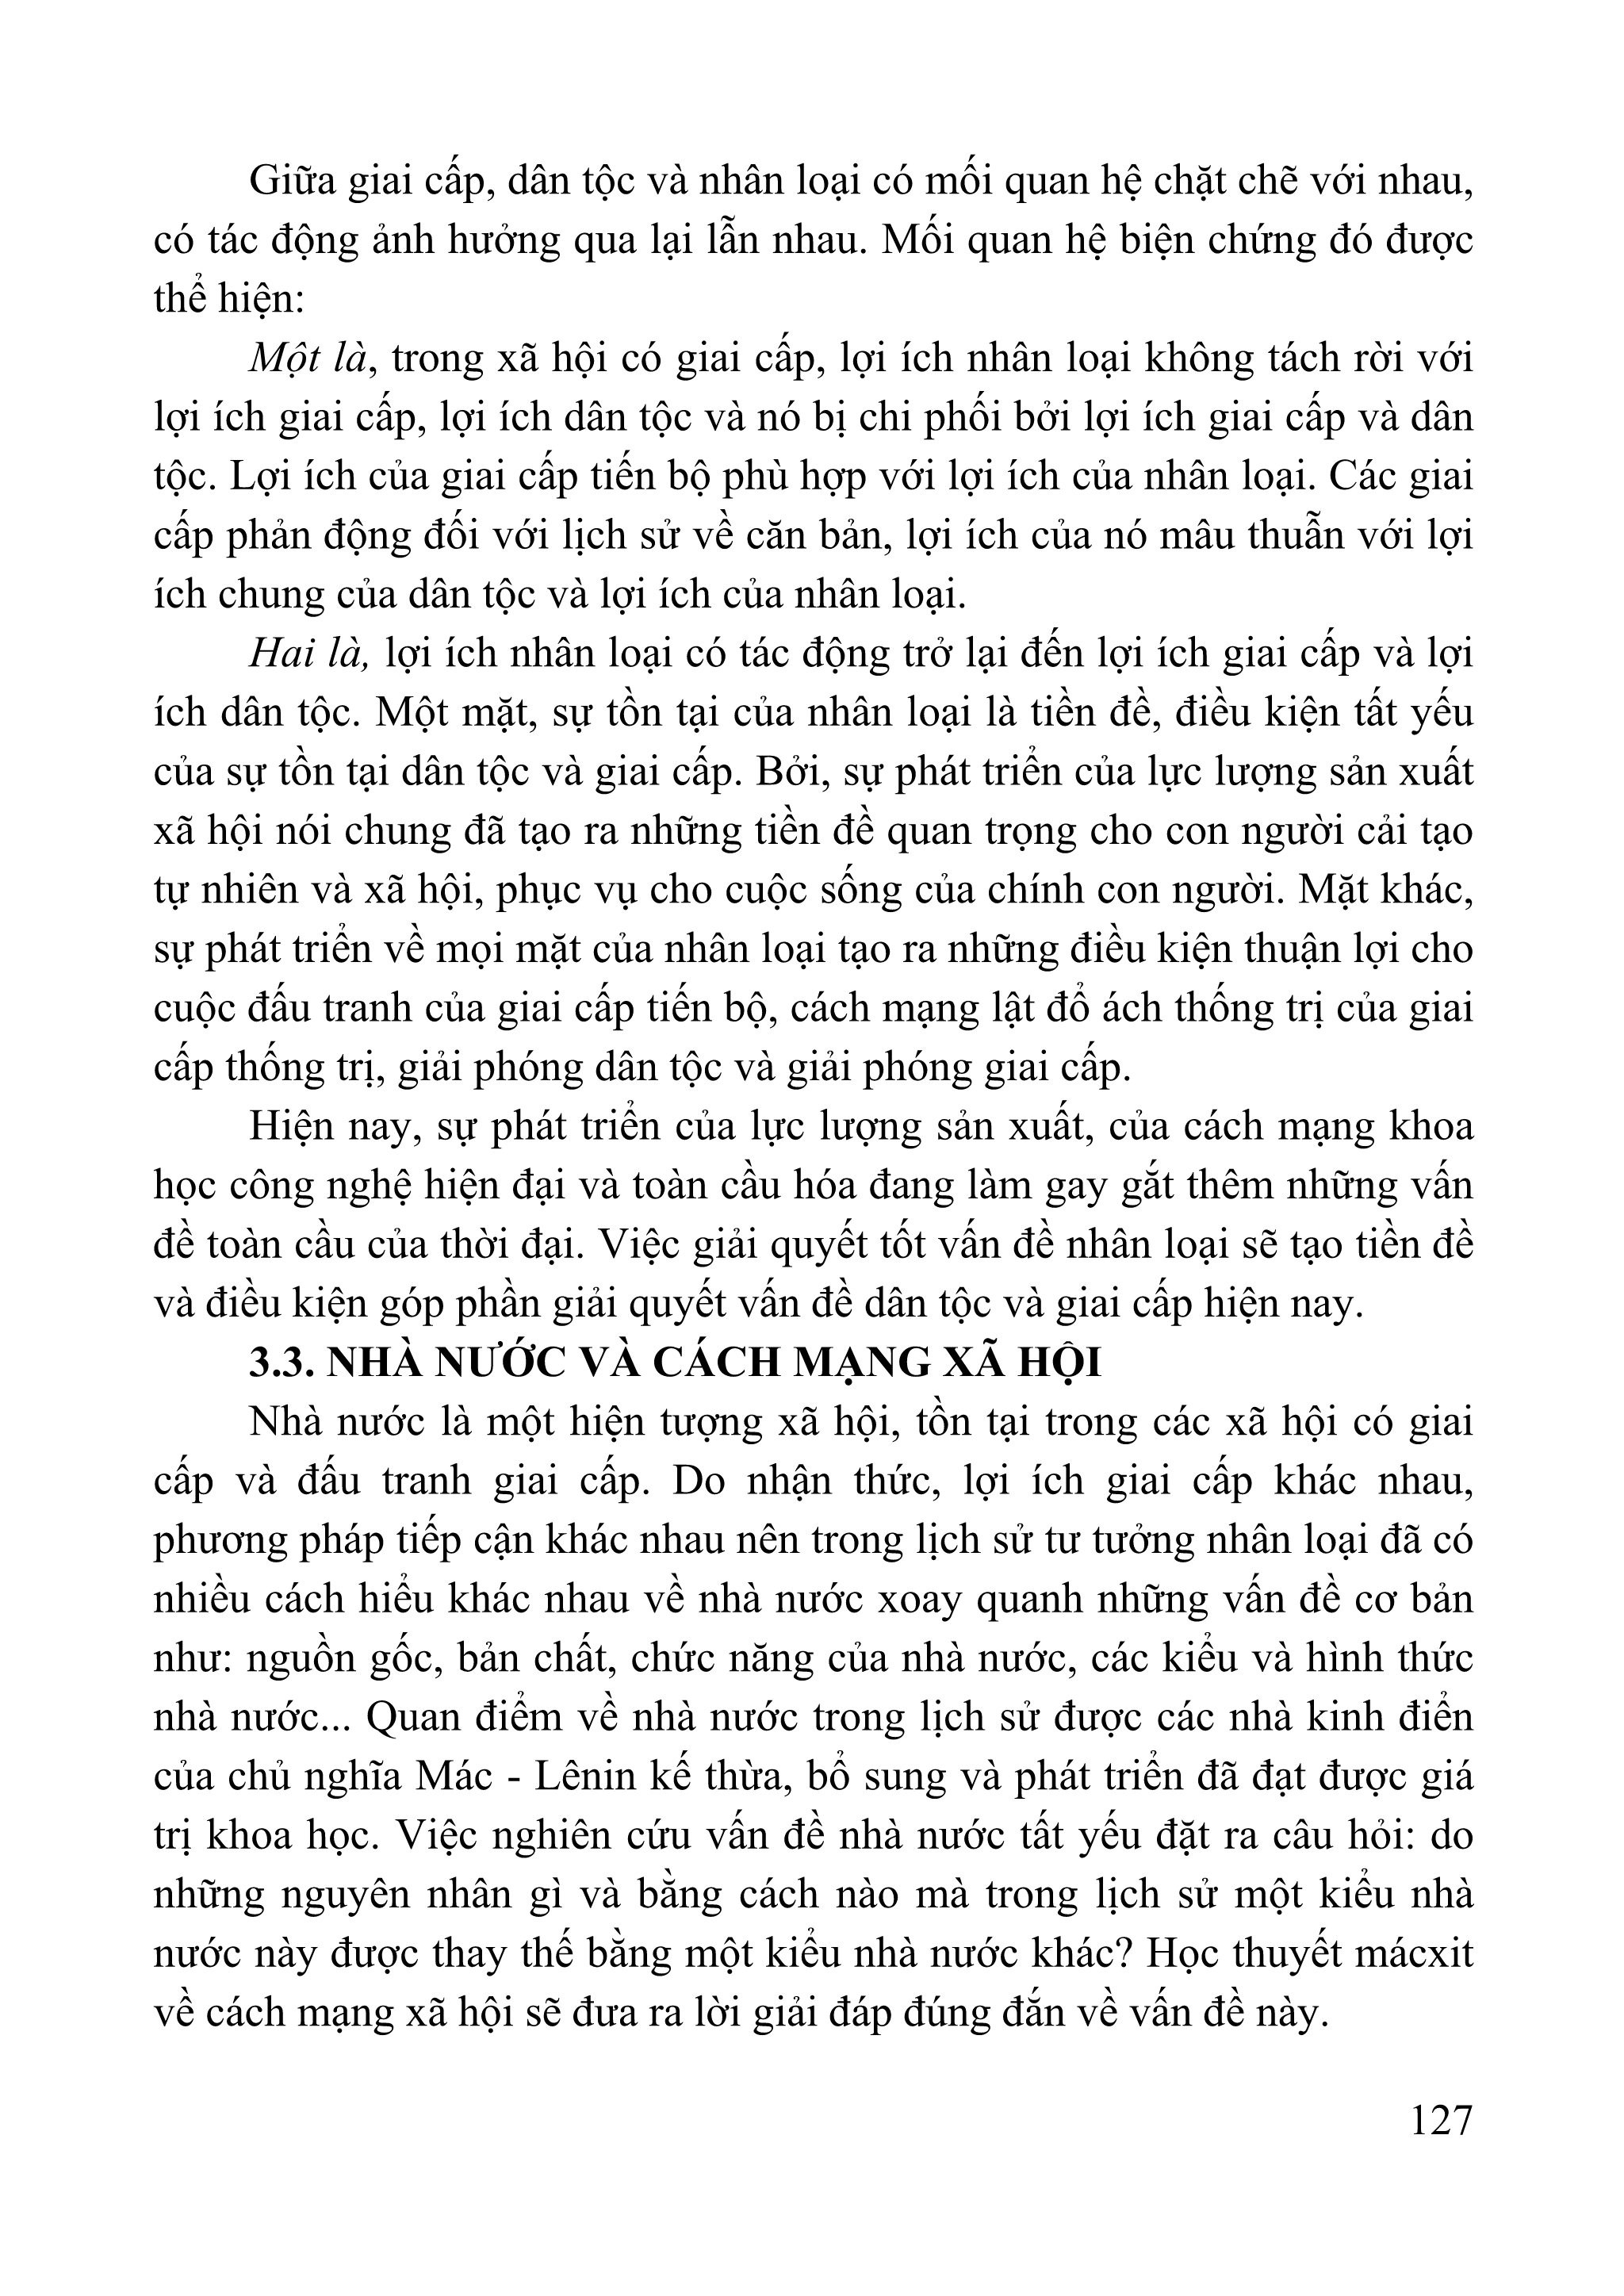 Giữa giai cấp, dân tộc và nhân loại có mối quan hệ chặt chẽ với nhau,
có tác động ảnh hưởng qua lại lẫn nhau. Mối quan hệ biện chứng đó được
thể hiện:
Một là, trong xã hội có giai cấp, lợi ích nhân loại không tách rời với
lợi ích giai cấp, lợi ích dân tộc và nó bị chi phối bởi lợi ích giai cấp và dân
tộc. Lợi ích của giai cấp tiến bộ phù hợp với lợi ích của nhân loại. Các giai
cấp phản động đối với lịch sử về căn bản, lợi ích của nó mâu thuẫn với lợi
ích chung của dân tộc và lợi ích của nhân loại.
Hai là, lợi ích nhân loại có tác động trở lại đến lợi ích giai cấp và lợi
ích dân tộc. Một mặt, sự tồn tại của nhân loại là tiền đề, điều kiện tất yếu
của sự tồn tại dân tộc và giai cấp. Bởi, sự phát triển của lực lượng sản xuất
xã hội nói chung đã tạo ra những tiền đề quan trọng cho con người cải tạo
tự nhiên và xã hội, phục vụ cho cuộc sống của chính con người. Mặt khác,
sự phát triển về mọi mặt của nhân loại tạo ra những điều kiện thuận lợi cho
cuộc đấu tranh của giai cấp tiến bộ, cách mạng lật đổ ách thống trị của giai
cấp thống trị, giải phóng dân tộc và giải phóng giai cấp.
Hiện nay, sự phát triển của lực lượng sản xuất, của cách mạng khoa
học công nghệ hiện đại và toàn cầu hóa đang làm gay gắt thêm những vấn
đề toàn cầu của thời đại. Việc giải quyết tốt vấn đề nhân loại sẽ tạo tiền đề
và điều kiện góp phần giải quyết vấn đề dân tộc và giai cấp hiện nay.
3.3. NHÀ NƯỚC VÀ CÁCH MẠNG XÃ HỘI
Nhà nước là một hiện tượng xã hội, tồn tại trong các xã hội có giai
cấp và đấu tranh giai cấp. Do nhận thức, lợi ích giai cấp khác nhau,
phương pháp tiếp cận khác nhau nên trong lịch sử tư tưởng nhân loại đã có
nhiều cách hiểu khác nhau về nhà nước xoay quanh những vấn đề cơ bản
như: nguồn gốc, bản chất, chức năng của nhà nước, các kiểu và hình thức
nhà nước... Quan điểm về nhà nước trong lịch sử được các nhà kinh điển
của chủ nghĩa Mác - Lênin kế thừa, bổ sung và phát triển đã đạt được giá
trị khoa học. Việc nghiên cứu vấn đề nhà nước tất yếu đặt ra câu hỏi: do
những nguyên nhân gì và bằng cách nào mà trong lịch sử một kiểu nhà
nước này được thay thế bằng một kiểu nhà nước khác? Học thuyết mácxit
về cách mạng xã hội sẽ đưa ra lời giải đáp đúng đắn về vấn đề này.
127